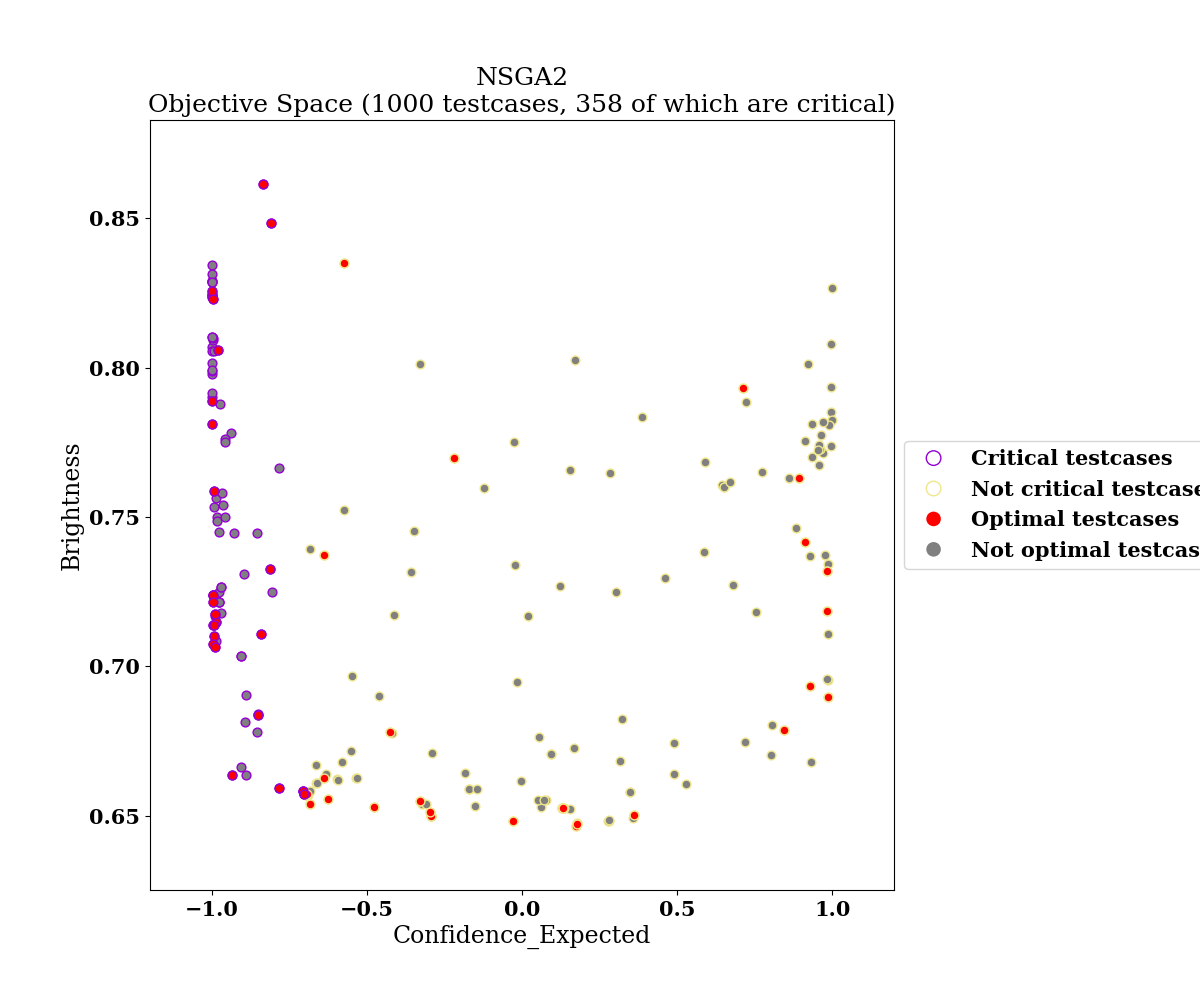 NSGA2
Objective Space (1000 testcases, 358 of which are critical)
0.85
0.80
0.75
0.70
0.65
Brightness
−1.0
−0.5
0.0
0.5
1.0
Confidence_Expected
Critical testcases
Not critical testcase
Optimal testcases
Not optimal testcas